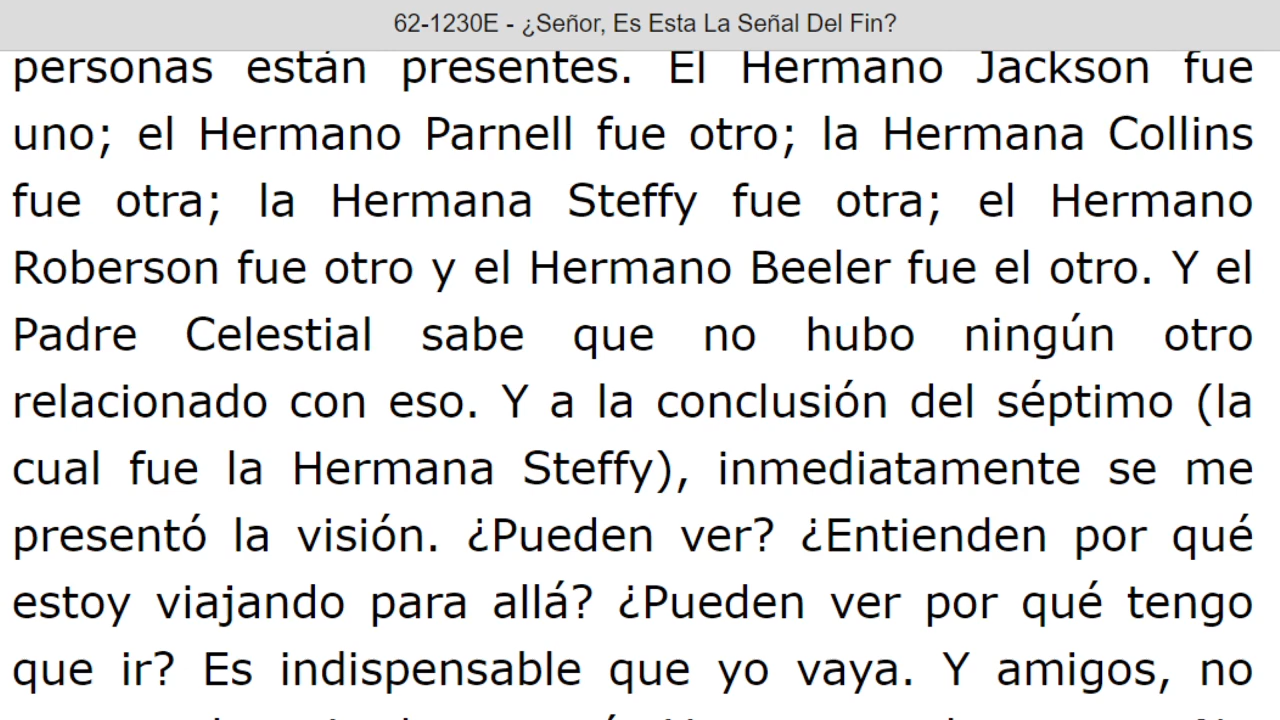 62-1230E - ¿Señor, Es Esta La Señal Del Fin?
personas están presentes. El Hermano Jackson fue
uno; el Hermano Parnell fue otro; la Hermana Collins
fue otra; la Hermana Steffy fue otra; el Hermano
Roberson fue otro y el Hermano Beeler fue el otro. Y el
Padre Celestial sabe que no hubo ningún otro
relacionado con eso. Y a la conclusión del séptimo (la
cual fue la Hermana Steffy), inmediatamente se me
presentó la visión. ¿Pueden ver? ¿Entienden por qué
estoy viajando para allá? ¿Pueden ver por qué tengo
que ir? Es indispensable que yo vaya. Y amigos, no